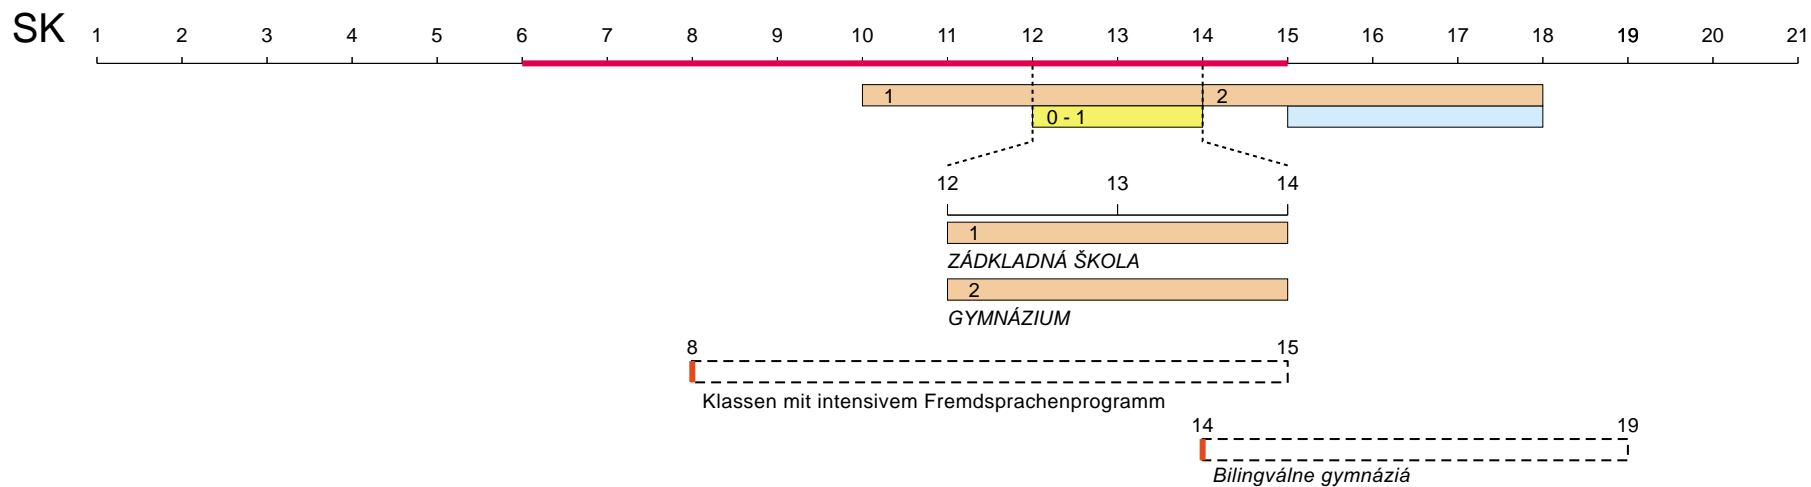 SK 1 2 3 4 5 6 7 8 9 10 11 12 13 14 15 16 17 18 19 20 21
1 2
0 - 1
12 13 14
1
ZÁDKLADNÁ ŠKOLA
2
GYMNÁZIUM
8 15
Klassen mit intensivem Fremdsprachenprogramm
14 19
Bilingválne gymnáziá